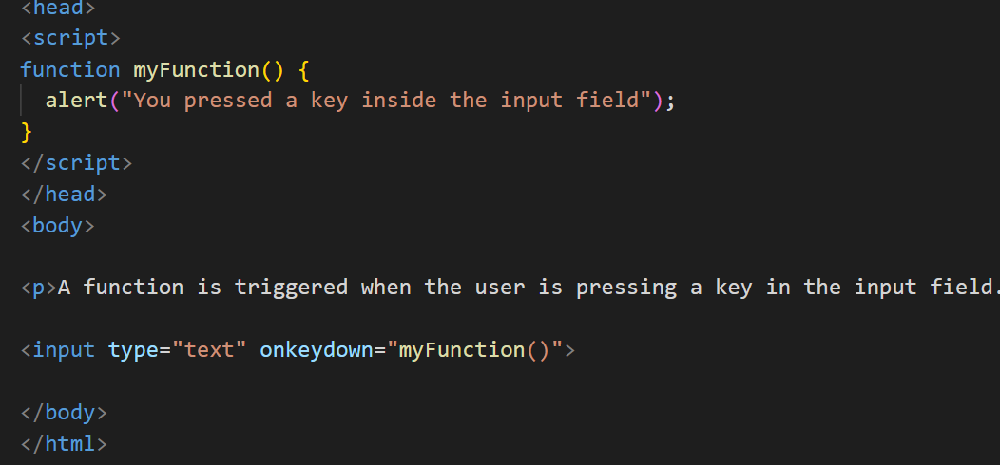 <head>
<script>
function myFunction() {
  alert("You pressed a key inside the input field");
}
</script>
</head>
<body>
<p>A function is triggered when the user is pressing a key in the input field.
<input type="text" onkeydown="myFunction()">
</body>
</html>